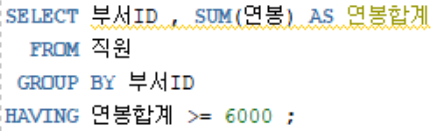 SELECT 부서ID , SUM(연봉) AS 연봉합계
FROM 직원
GROUP BY 부서ID
HAVING 연봉합계 >= 6000 ;